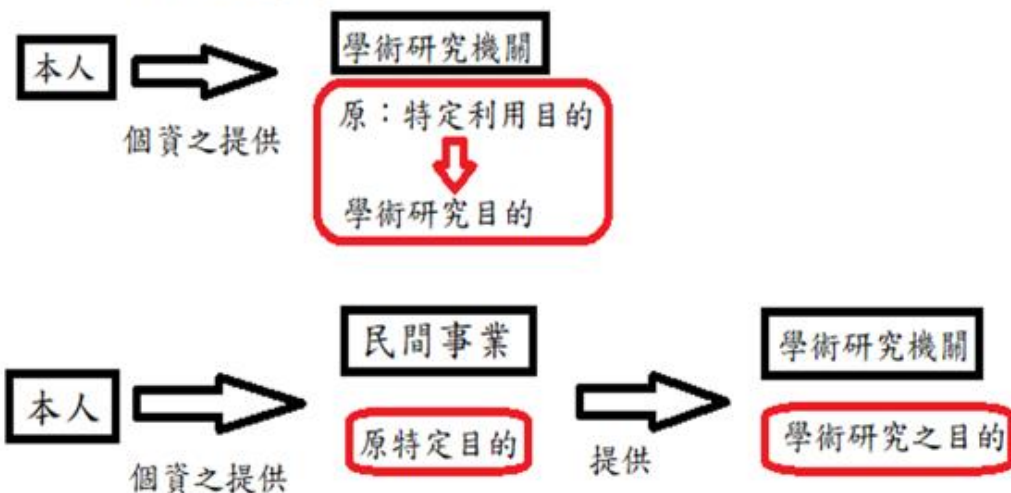 本人
學術研究機關
個資之提供
原：特定利用目的
學術研究目的
民間事業
學術研究機關
本人
原特定目的
學術研究之目的
個資之提供
提供